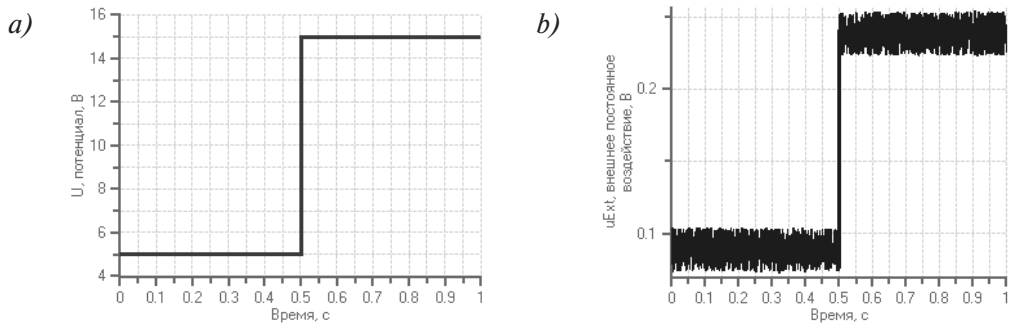 a)
U, потенциал, В
16
14
12
10
8
6
4
0 0.1 0.2 0.3 0.4 0.5 0.6 0.7 0.8 0.9 1
Время, с
b)
uExt, внешнее постоянное
воздействие, В
0.2
0.1
0 0.1 0.2 0.3 0.4 0.5 0.6 0.7 0.8 0.9 1
Время, с